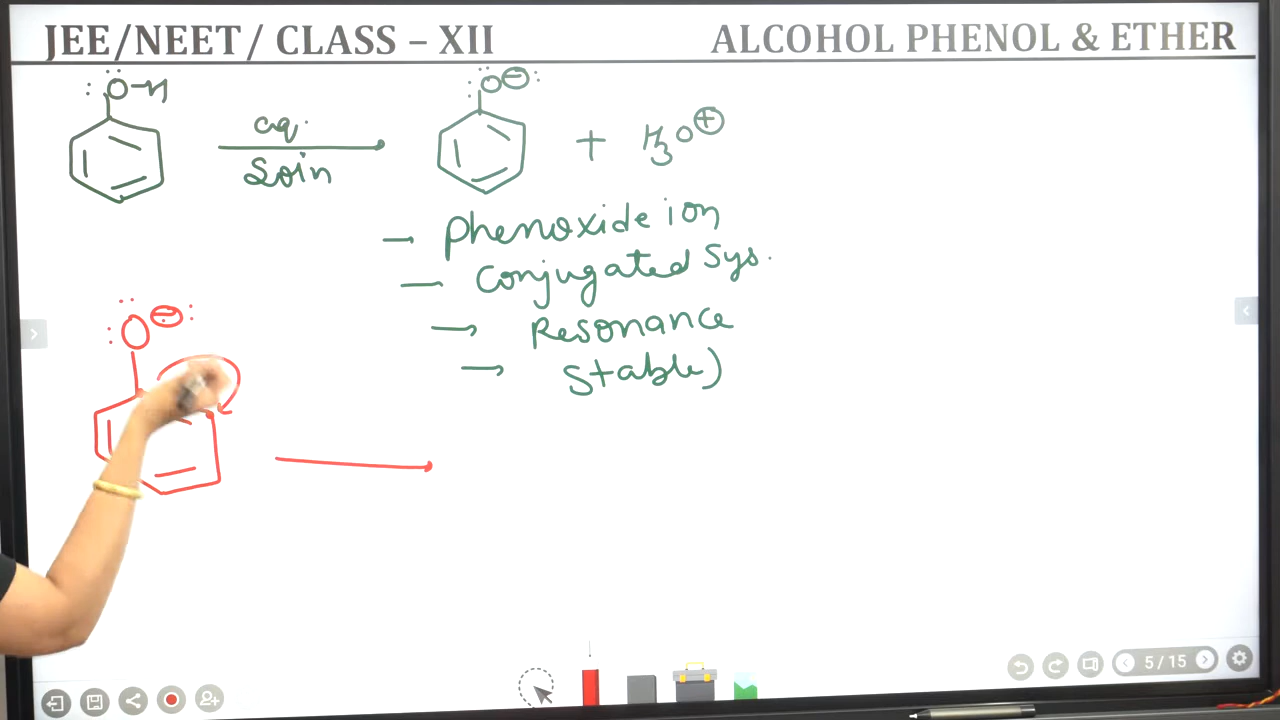 JEE/NEET/ CLASS – XII
ALCOHOL PHENOL & ETHER
:Ö–H
aq.
Soln
:Ö⊖:
+ H₃O⊕
→ Phenoxide ion
→ Conjugated Sys.
→ Resonance
→ Stable)
:Ö⊖:
5 / 15